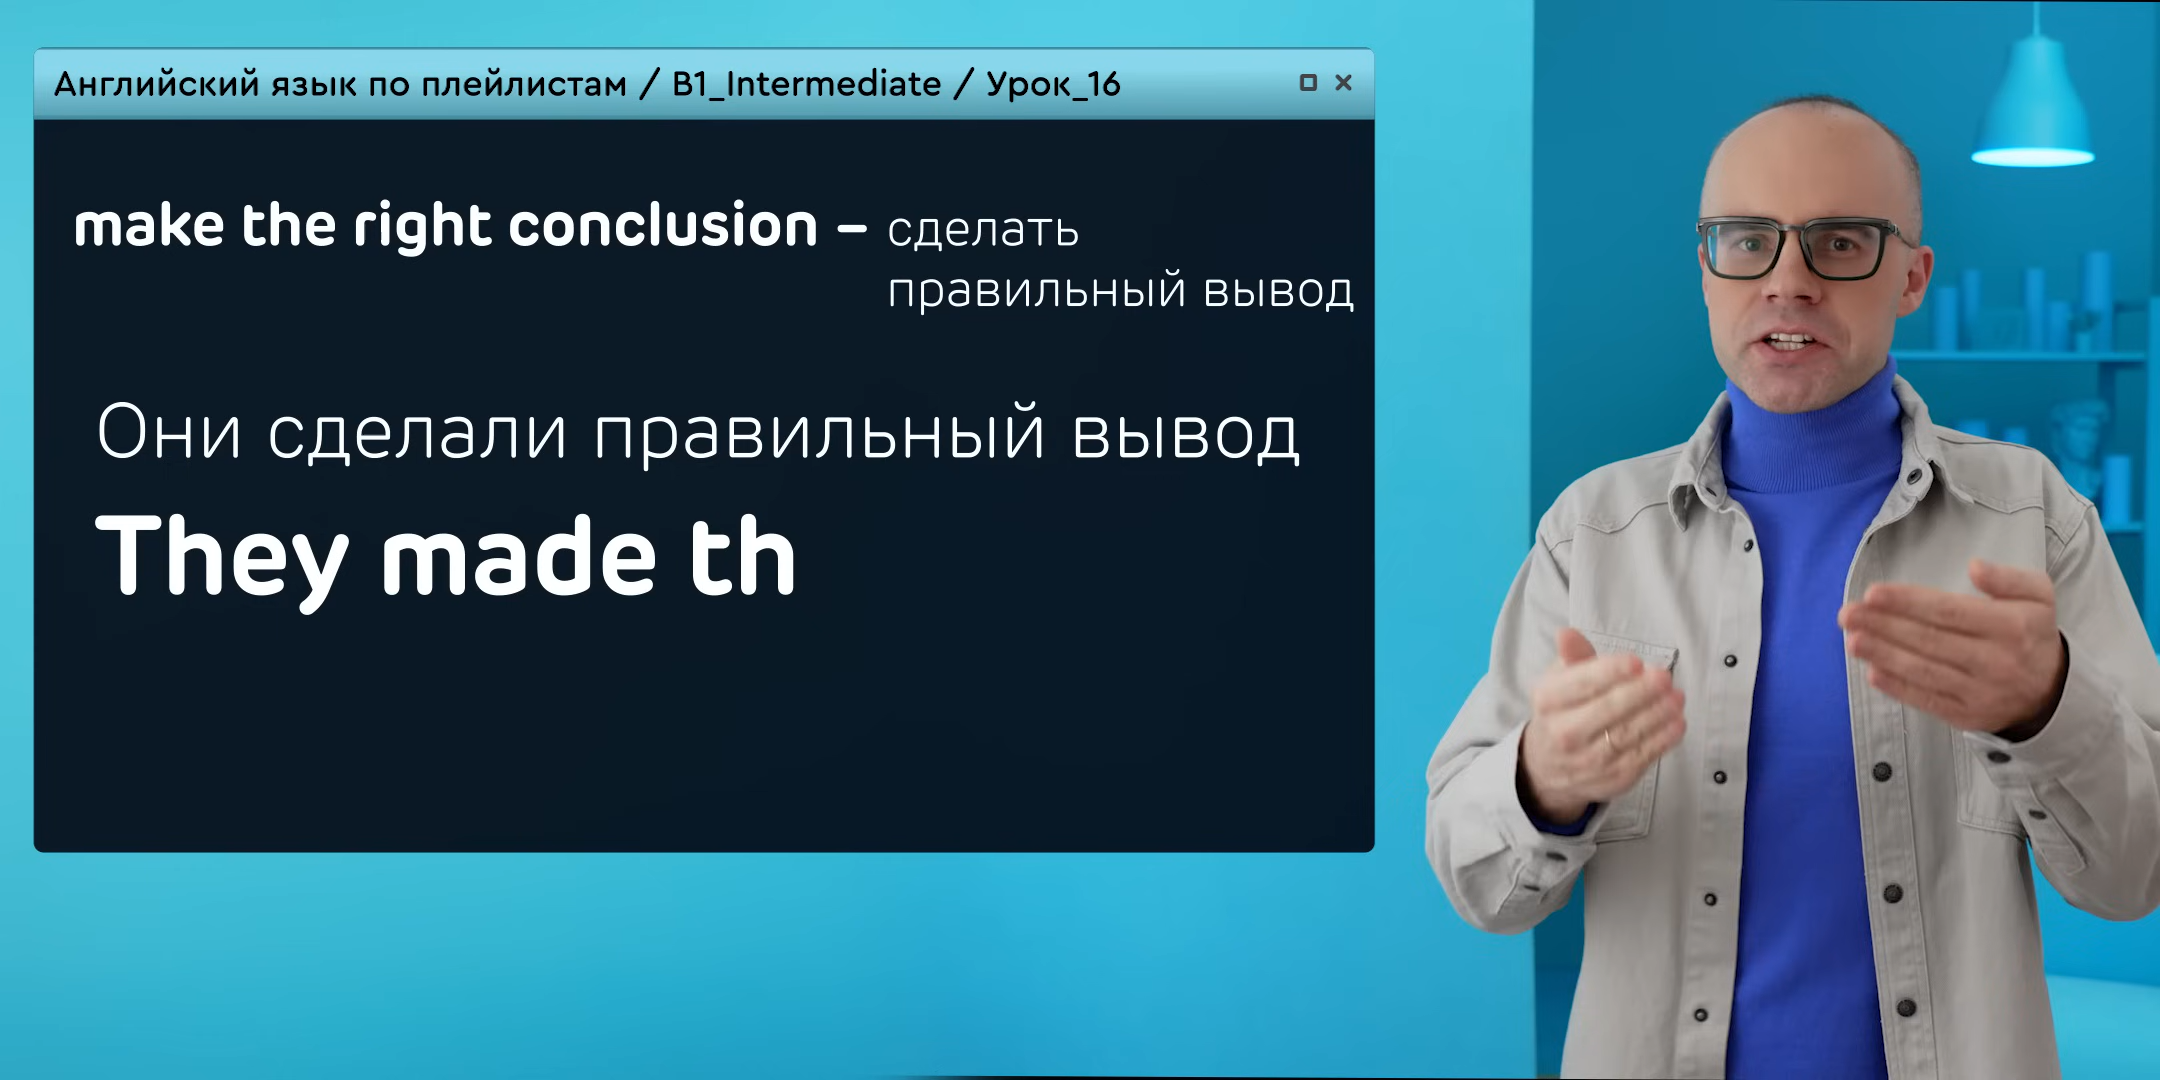 Английский язык по плейлистам / B1_Intermediate / Урок_16
make the right conclusion – сделать
правильный вывод
Они сделали правильный вывод
They made th